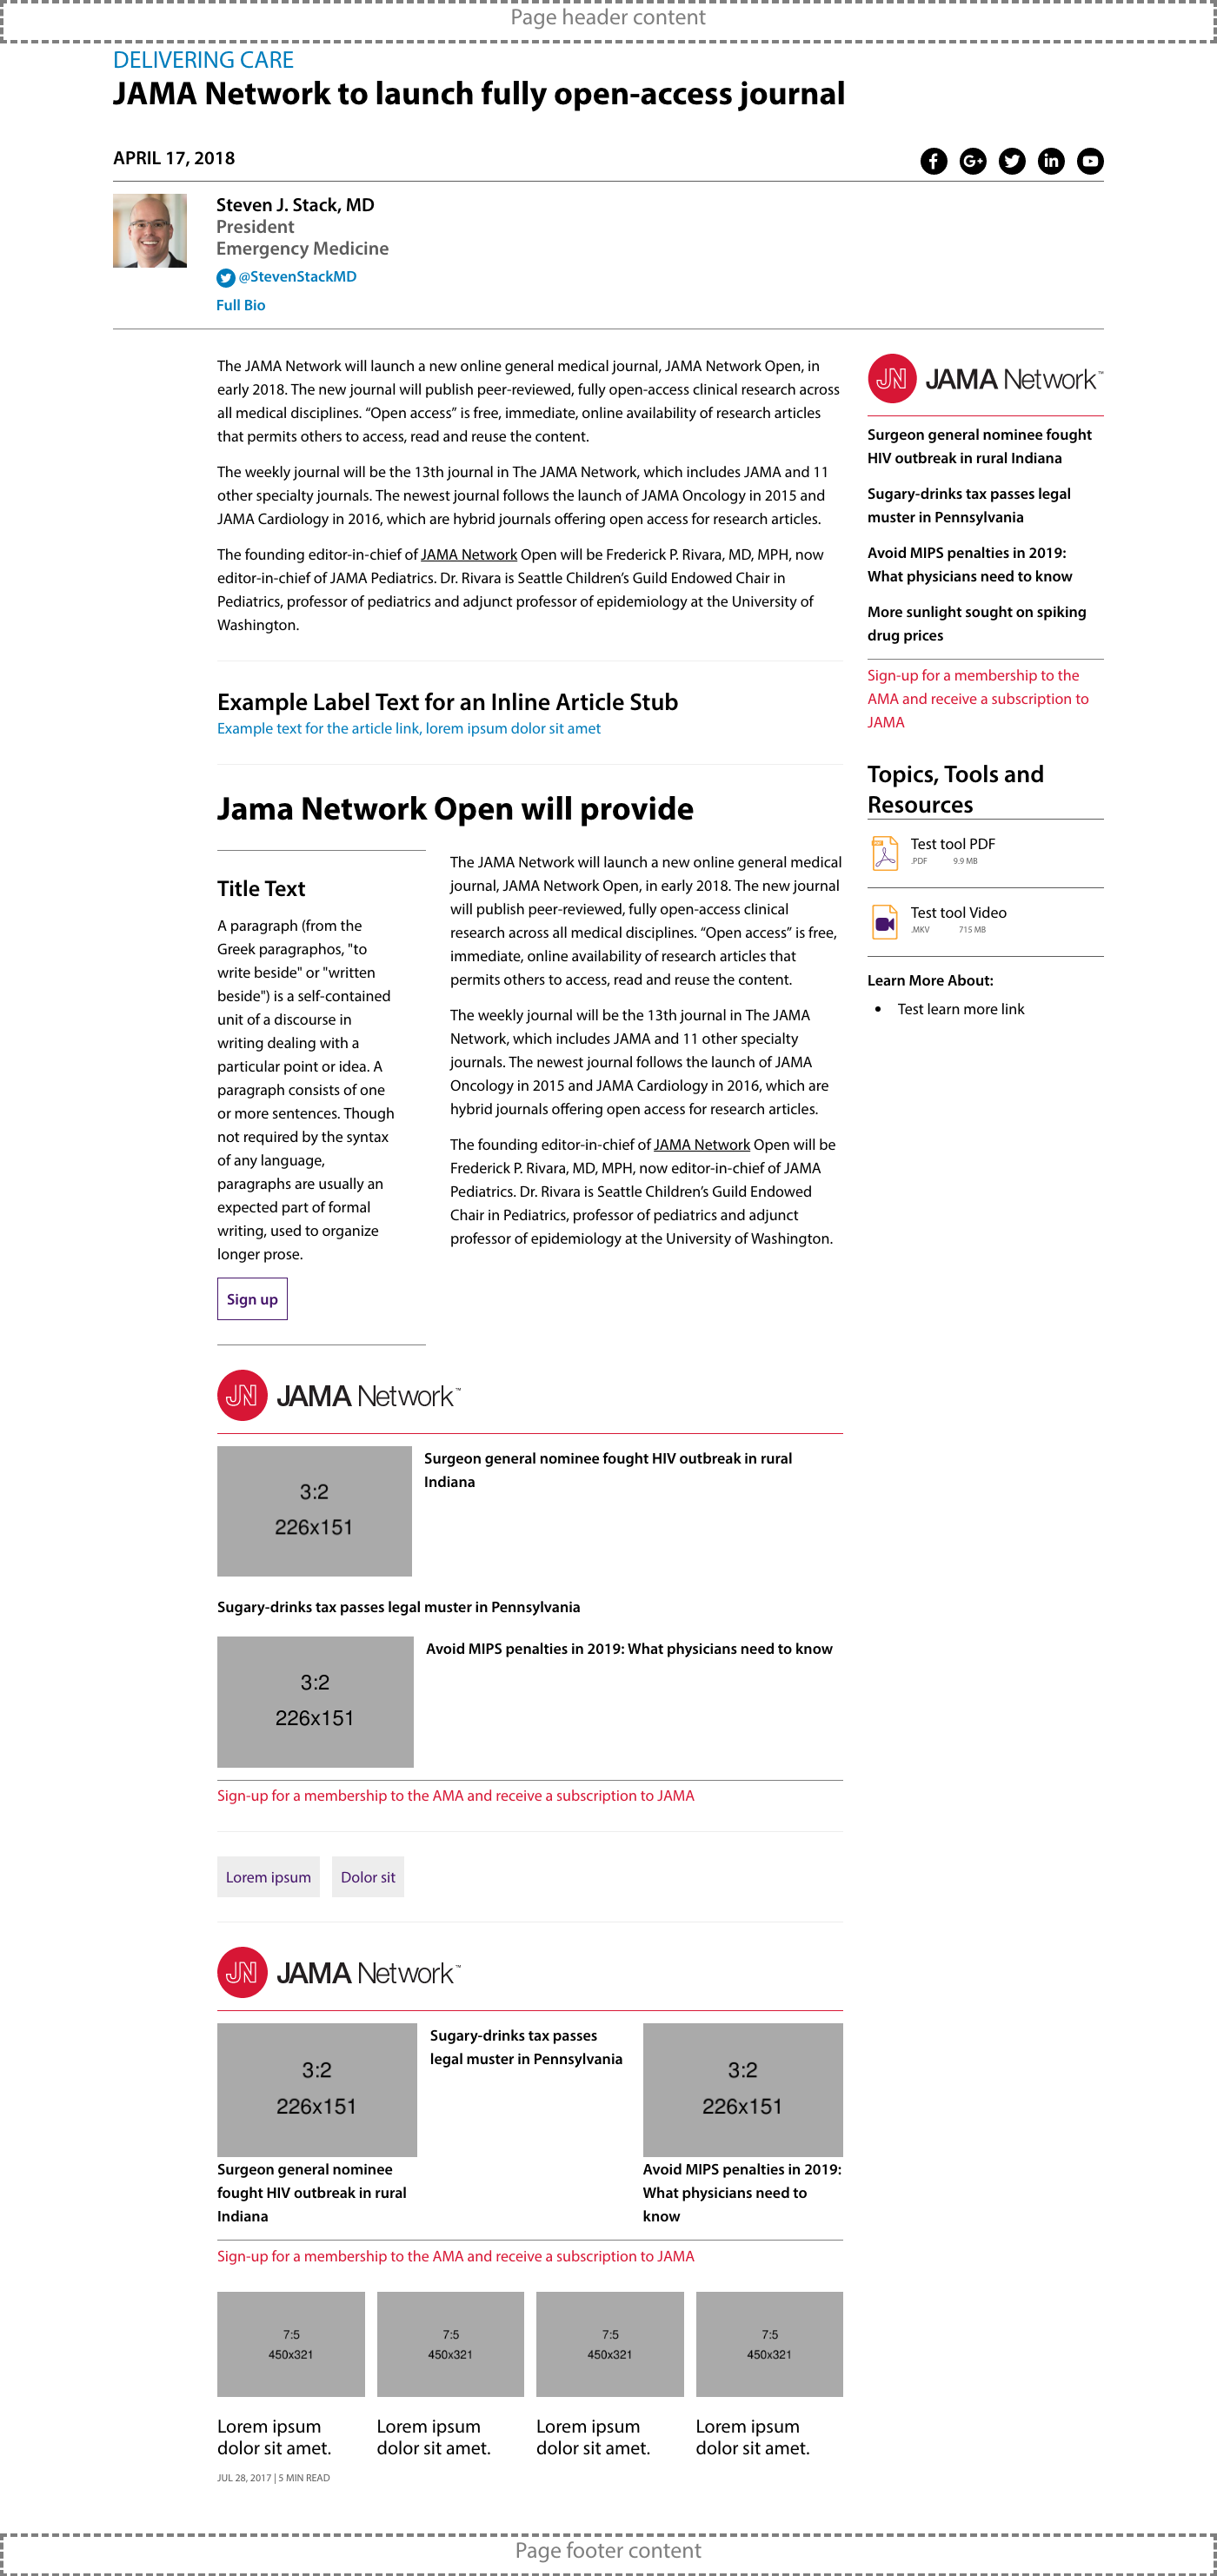 Page header content
DELIVERING CARE
JAMA Network to launch fully open-access journal
APRIL 17, 2018
Steven J. Stack, MD
President
Emergency Medicine
@StevenStackMD
Full Bio
The JAMA Network will launch a new online general medical journal, JAMA Network Open, in
early 2018. The new journal will publish peer-reviewed, fully open-access clinical research across
all medical disciplines. “Open access” is free, immediate, online availability of research articles
that permits others to access, read and reuse the content.
The weekly journal will be the 13th journal in The JAMA Network, which includes JAMA and 11
other specialty journals. The newest journal follows the launch of JAMA Oncology in 2015 and
JAMA Cardiology in 2016, which are hybrid journals offering open access for research articles.
The founding editor-in-chief of JAMA Network Open will be Frederick P. Rivara, MD, MPH, now
editor-in-chief of JAMA Pediatrics. Dr. Rivara is Seattle Children’s Guild Endowed Chair in
Pediatrics, professor of pediatrics and adjunct professor of epidemiology at the University of
Washington.
Example Label Text for an Inline Article Stub
Example text for the article link, lorem ipsum dolor sit amet
Jama Network Open will provide
Title Text
A paragraph (from the
Greek paragraphos, "to
write beside" or "written
beside") is a self-contained
unit of a discourse in
writing dealing with a
particular point or idea. A
paragraph consists of one
or more sentences. Though
not required by the syntax
of any language,
paragraphs are usually an
expected part of formal
writing, used to organize
longer prose.
Sign up
The JAMA Network will launch a new online general medical
journal, JAMA Network Open, in early 2018. The new journal
will publish peer-reviewed, fully open-access clinical
research across all medical disciplines. “Open access” is free,
immediate, online availability of research articles that
permits others to access, read and reuse the content.
The weekly journal will be the 13th journal in The JAMA
Network, which includes JAMA and 11 other specialty
journals. The newest journal follows the launch of JAMA
Oncology in 2015 and JAMA Cardiology in 2016, which are
hybrid journals offering open access for research articles.
The founding editor-in-chief of JAMA Network Open will be
Frederick P. Rivara, MD, MPH, now editor-in-chief of JAMA
Pediatrics. Dr. Rivara is Seattle Children’s Guild Endowed
Chair in Pediatrics, professor of pediatrics and adjunct
professor of epidemiology at the University of Washington.
JN JAMA Network™
3:2
226x151
Surgeon general nominee fought HIV outbreak in rural
Indiana
Sugary-drinks tax passes legal muster in Pennsylvania
3:2
226x151
Avoid MIPS penalties in 2019: What physicians need to know
Sign-up for a membership to the AMA and receive a subscription to JAMA
Lorem ipsum
Dolor sit
JN JAMA Network™
3:2
226x151
Surgeon general nominee
fought HIV outbreak in rural
Indiana
Sugary-drinks tax passes
legal muster in Pennsylvania
3:2
226x151
Avoid MIPS penalties in 2019:
What physicians need to
know
Sign-up for a membership to the AMA and receive a subscription to JAMA
7:5
450x321
Lorem ipsum
dolor sit amet.
JUL 28, 2017 | 5 MIN READ
7:5
450x321
Lorem ipsum
dolor sit amet.
7:5
450x321
Lorem ipsum
dolor sit amet.
7:5
450x321
Lorem ipsum
dolor sit amet.
JN JAMA Network™
Surgeon general nominee fought
HIV outbreak in rural Indiana
Sugary-drinks tax passes legal
muster in Pennsylvania
Avoid MIPS penalties in 2019:
What physicians need to know
More sunlight sought on spiking
drug prices
Sign-up for a membership to the
AMA and receive a subscription to
JAMA
Topics, Tools and
Resources
Test tool PDF
.PDF 9.9 MB
Test tool Video
.MKV 715 MB
Learn More About:
• Test learn more link
Page footer content